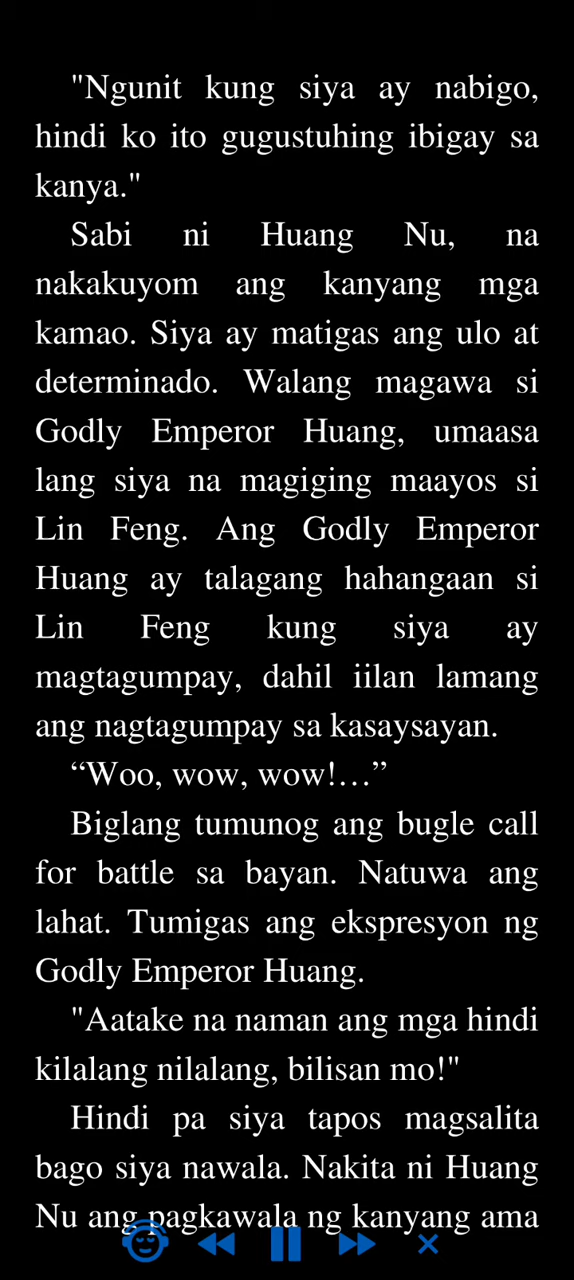 "Ngunit kung siya ay nabigo,
hindi ko ito gugustuhing ibigay sa
kanya."
Sabi ni Huang Nu, na
nakakuyom ang kanyang mga
kamao. Siya ay matigas ang ulo at
determinado. Walang magawa si
Godly Emperor Huang, umaasa
lang siya na magiging maayos si
Lin Feng. Ang Godly Emperor
Huang ay talagang hahangaan si
Lin Feng kung siya ay
magtagumpay, dahil iilan lamang
ang nagtagumpay sa kasaysayan.
“Woo, wow, wow!…”
Biglang tumunog ang bugle call
for battle sa bayan. Natuwa ang
lahat. Tumigas ang ekspresyon ng
Godly Emperor Huang.
"Aatake na naman ang mga hindi
kilalang nilalang, bilisan mo!"
Hindi pa siya tapos magsalita
bago siya nawala. Nakita ni Huang
Nu ang pagkawala ng kanyang ama